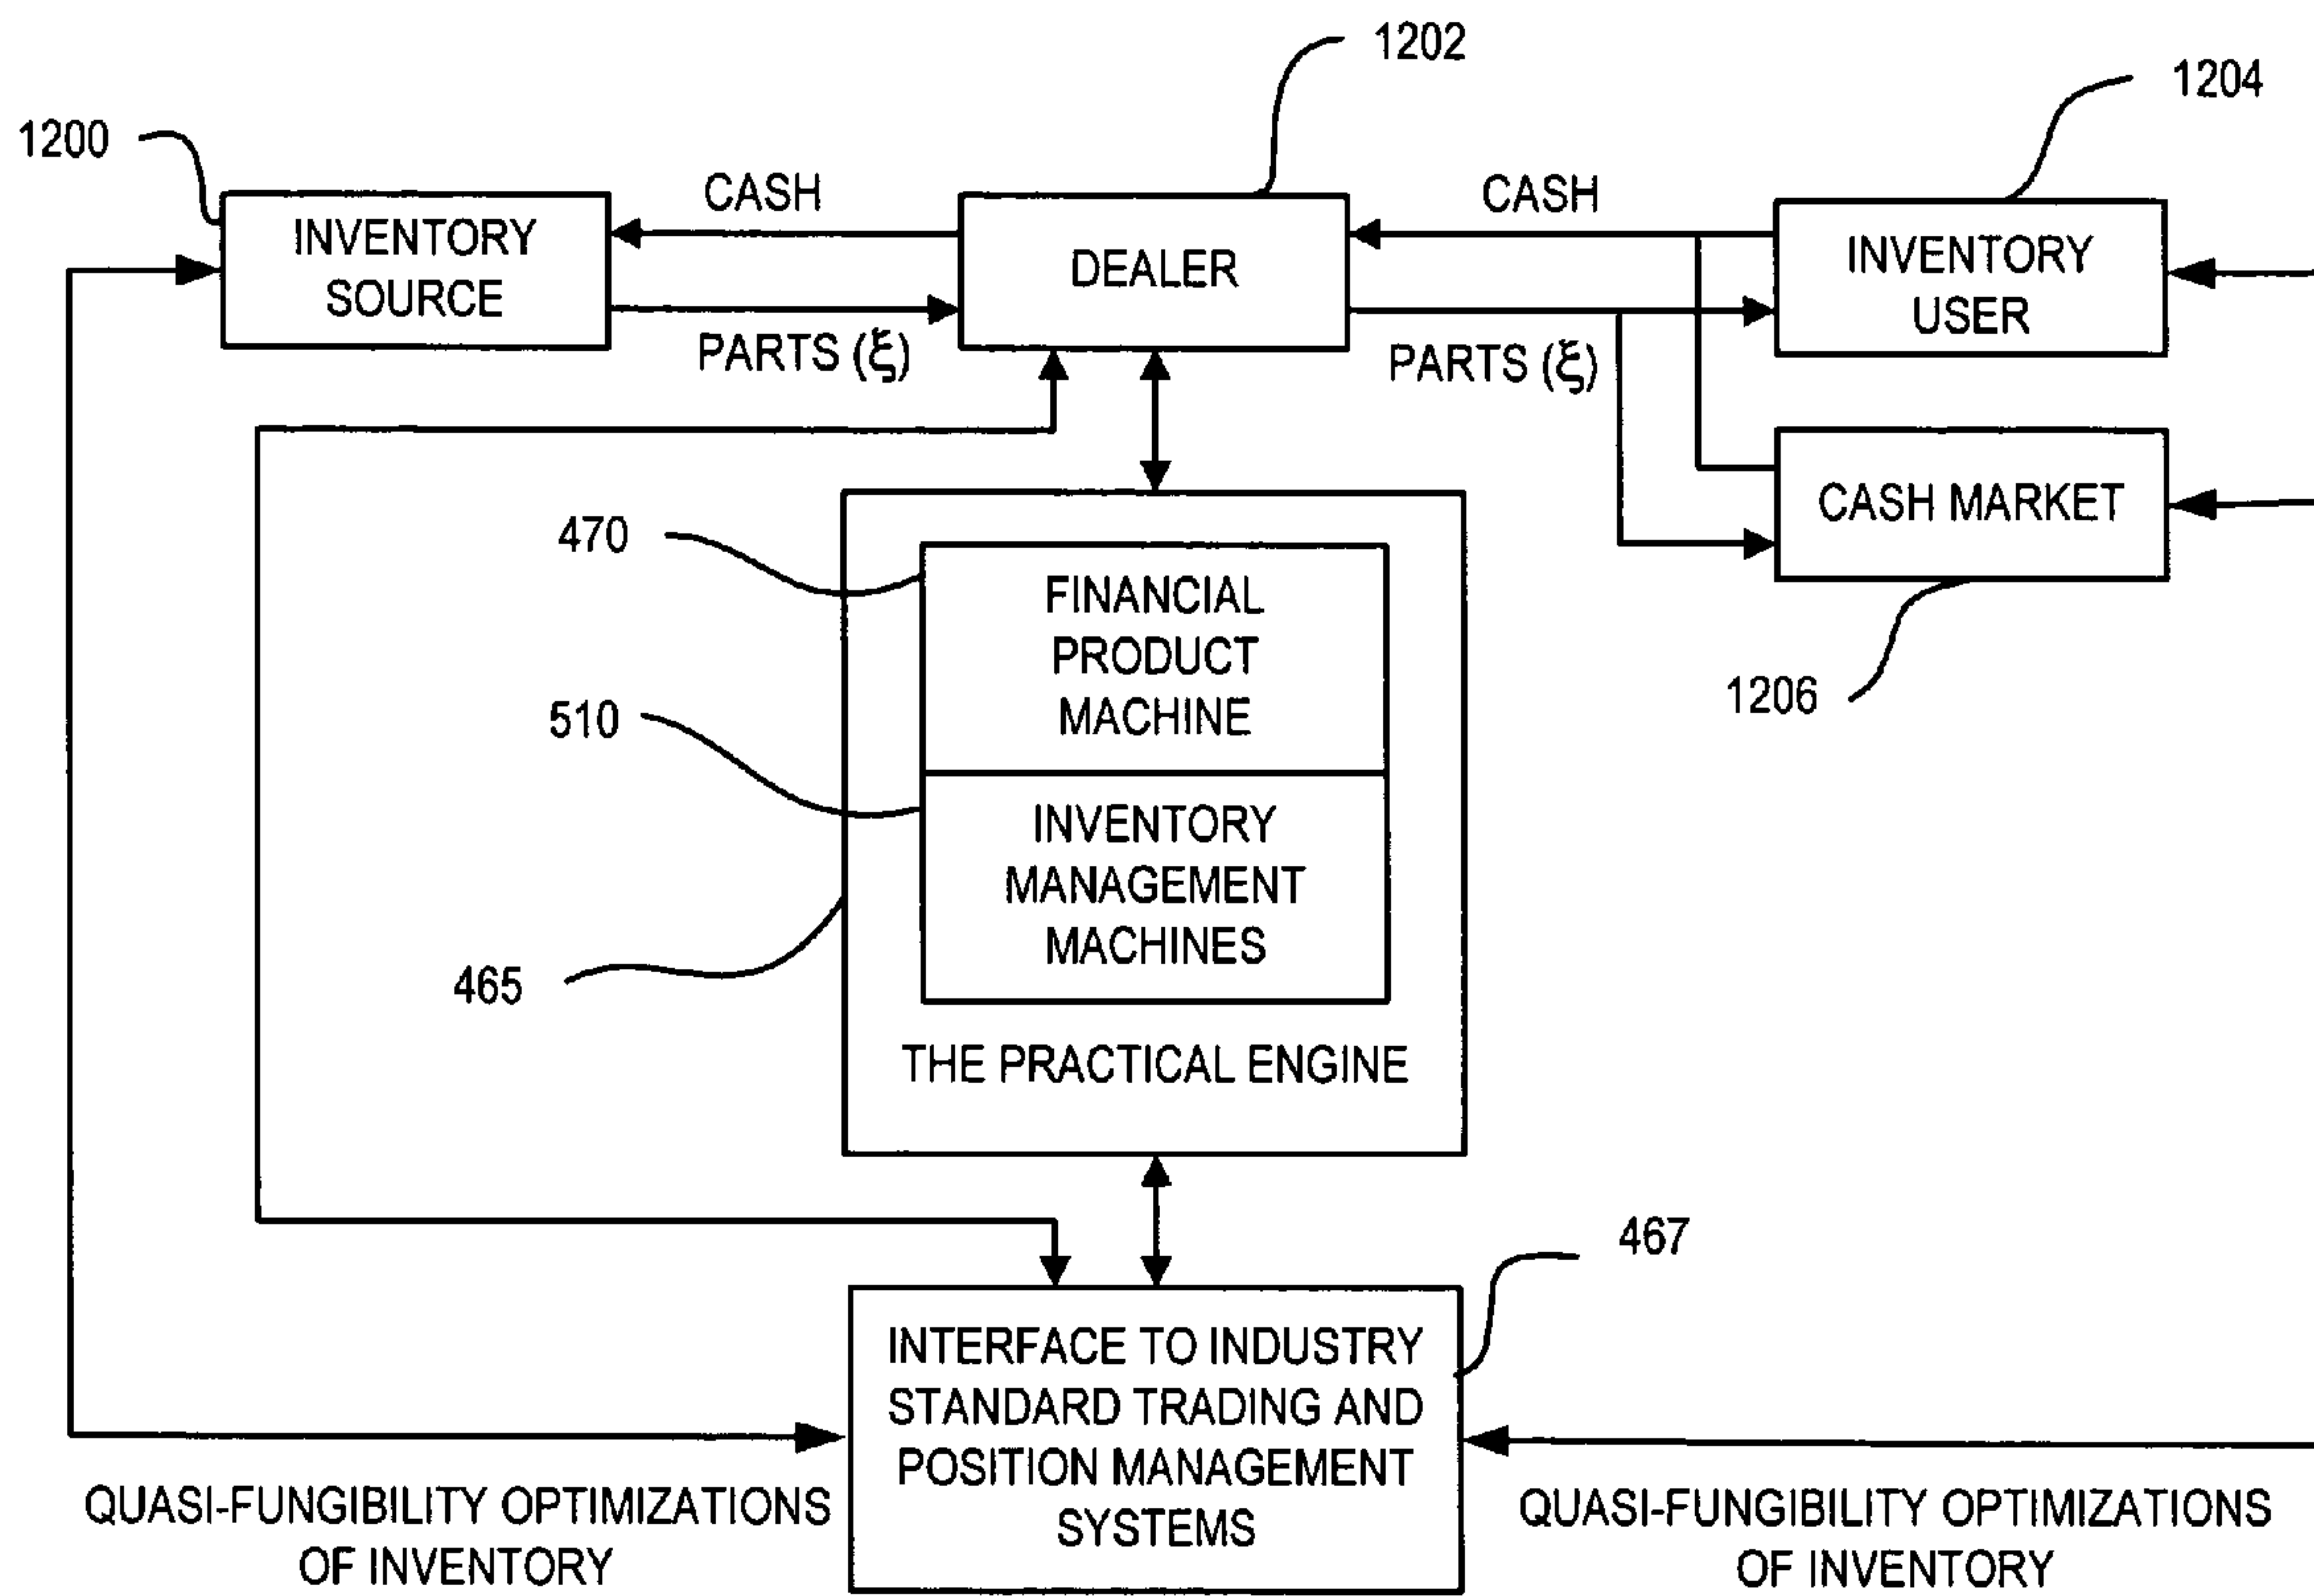 1202
1204
1200
CASH
CASH
INVENTORY
SOURCE
DEALER
INVENTORY
USER
PARTS (ξ)
PARTS (ξ)
CASH MARKET
470
FINANCIAL
PRODUCT
MACHINE
1206
510
INVENTORY
MANAGEMENT
MACHINES
465
THE PRACTICAL ENGINE
467
INTERFACE TO INDUSTRY
STANDARD TRADING AND
POSITION MANAGEMENT
SYSTEMS
QUASI-FUNGIBILITY OPTIMIZATIONS
OF INVENTORY
QUASI-FUNGIBILITY OPTIMIZATIONS
OF INVENTORY